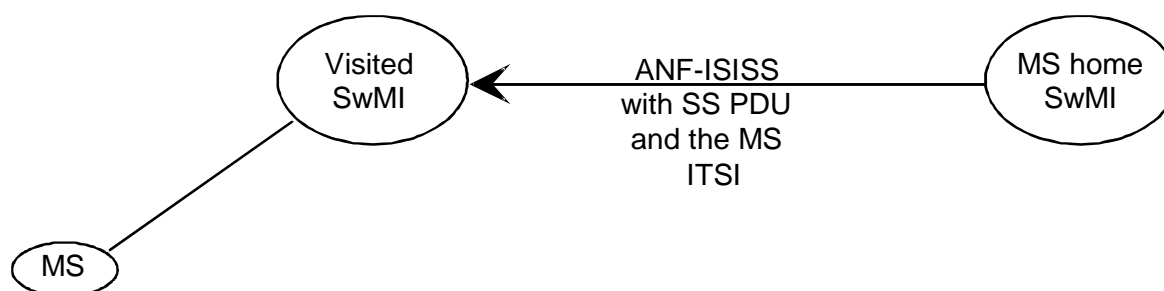 Visited
SwMI
ANF-ISISS
with SS PDU
and the MS
ITSI
MS home
SwMI
MS